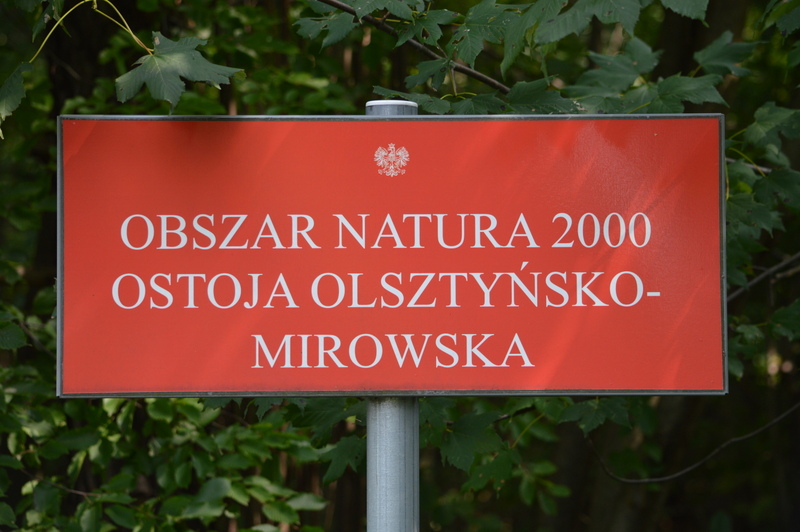 OBSZAR NATURA 2000
OSTOJA OLSZTYŃSKO-
MIROWSKA